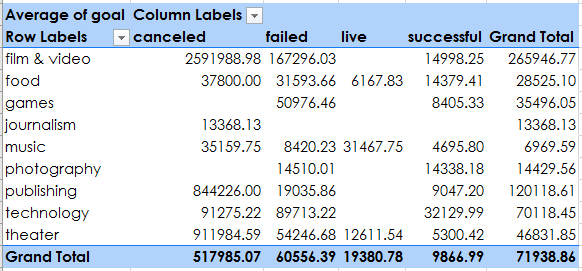 Average of goal Column Labels
Row Labels canceled failed live successful Grand Total
film & video 2591988.98 167296.03 14998.25 265946.77
food 37800.00 31593.66 6167.83 14379.41 28525.10
games 50976.46 8405.33 35496.05
journalism 13368.13 13368.13
music 35159.75 8420.23 31467.75 4695.80 6969.59
photography 14510.01 14338.18 14429.56
publishing 844226.00 19035.86 9047.20 120118.61
technology 91275.22 89713.22 32129.99 70118.45
theater 911984.59 54246.68 12611.54 5300.42 46831.85
Grand Total 517985.07 60556.39 19380.78 9866.99 71938.86